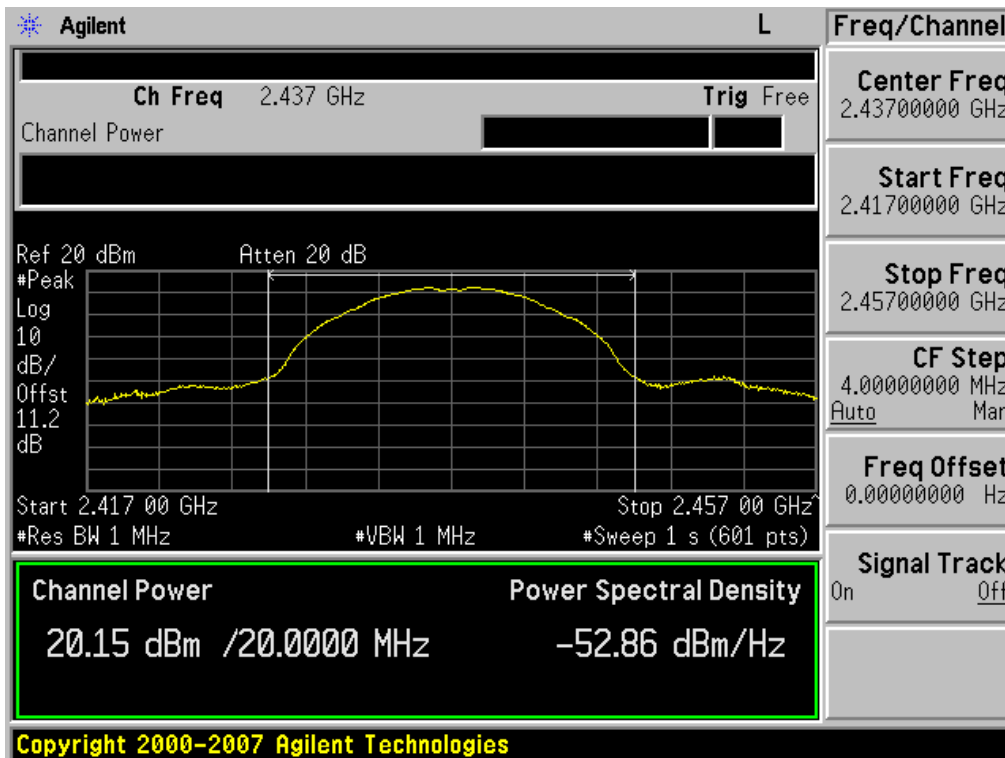 Agilent L
Ch Freq 2.437 GHz Trig Free
Channel Power
Ref 20 dBm Atten 20 dB
#Peak
Log
10
dB/
Offst
11.2
dB
Start 2.417 00 GHz Stop 2.457 00 GHz^
#Res BW 1 MHz #VBW 1 MHz #Sweep 1 s (601 pts)
Channel Power Power Spectral Density
20.15 dBm /20.0000 MHz -52.86 dBm/Hz
Copyright 2000-2007 Agilent Technologies
Freq/Channel
Center Freq
2.43700000 GHz
Start Freq
2.41700000 GHz
Stop Freq
2.45700000 GHz
CF Step
4.00000000 MHz
Auto Man
Freq Offset
0.00000000 Hz
Signal Track
On Off